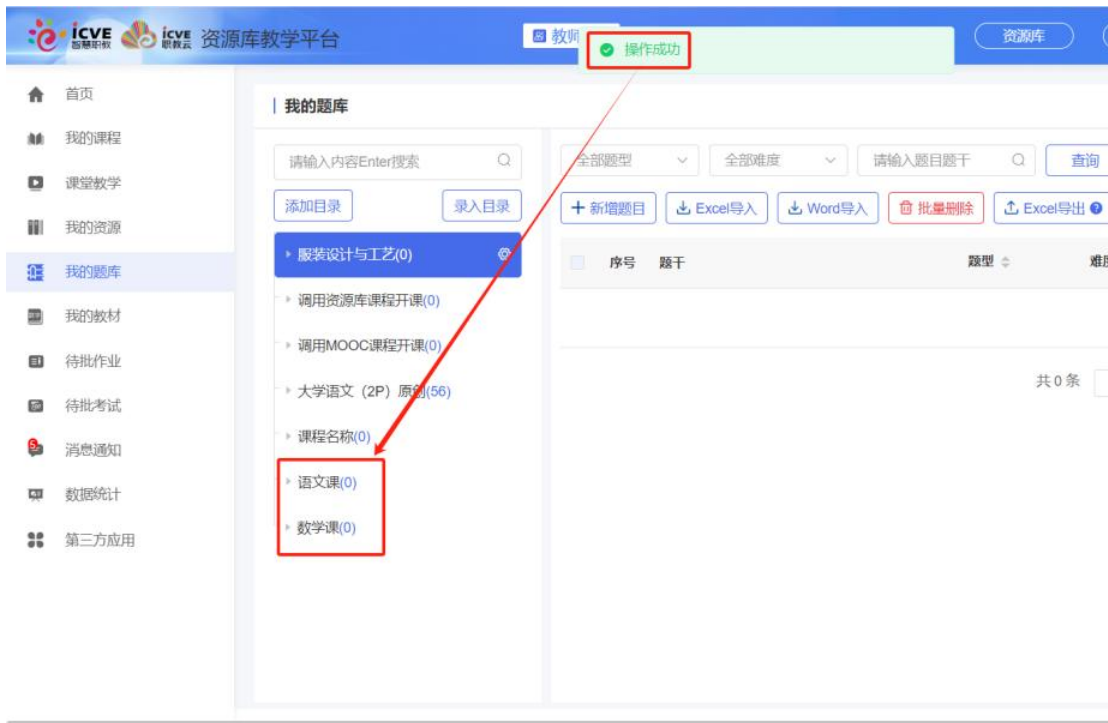 icve 智慧职教 icve 职教云 资源库教学平台
教师
操作成功
资源库
首页
我的课程
课堂教学
我的资源
我的题库
我的教材
待批作业
待批考试
5
消息通知
数据统计
第三方应用
我的题库
请输入内容Enter搜索
添加目录 录入目录
服装设计与工艺(0)
调用资源库课程开课(0)
调用MOOC课程开课(0)
大学语文（2P）原创(56)
课程名称(0)
语文课(0)
数学课(0)
全部题型 全部难度 请输入题目题干 查询
新增题目 Excel导入 Word导入 批量删除 Excel导出
序号 题干 题型 难度
共 0 条